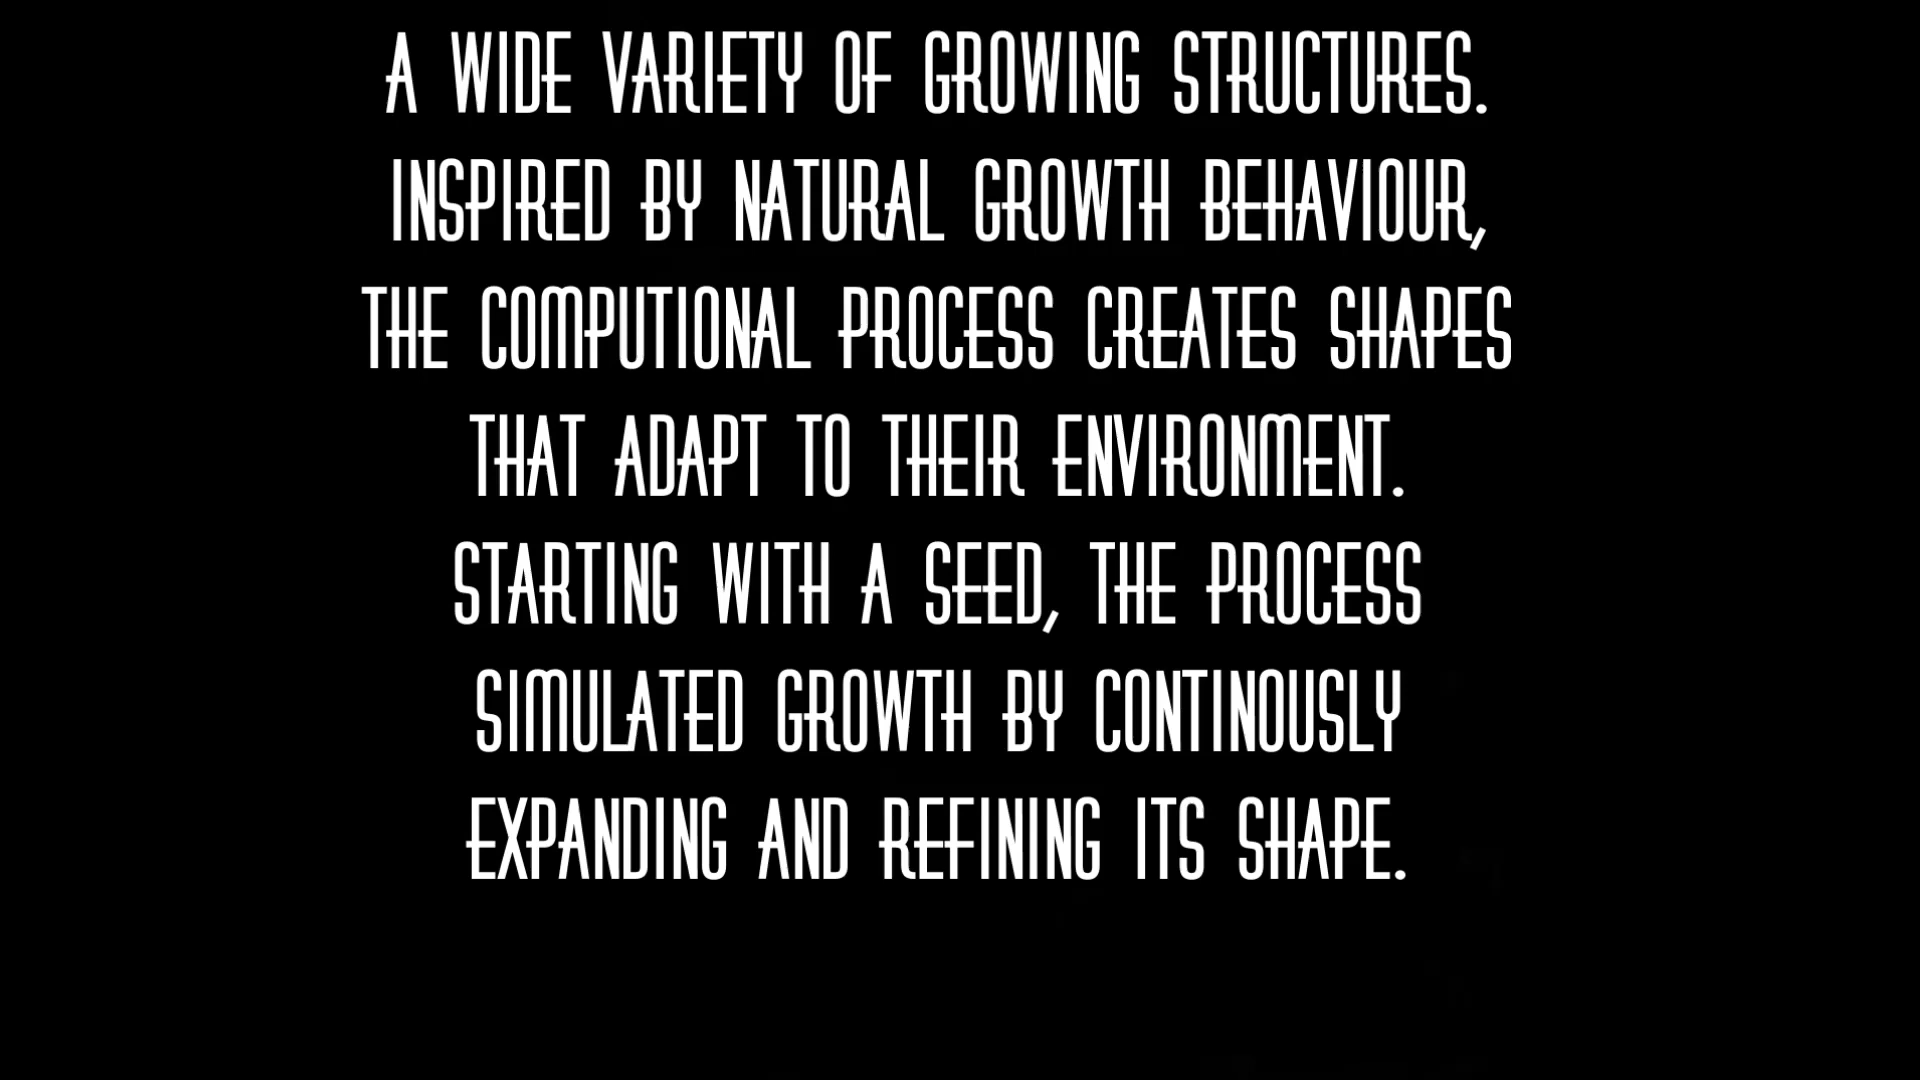 A WIDE VARIETY OF GROWING STRUCTURES.
INSPIRED BY NATURAL GROWTH BEHAVIOUR,
THE COMPUTIONAL PROCESS CREATES SHAPES
THAT ADAPT TO THEIR ENVIRONMENT.
STARTING WITH A SEED, THE PROCESS
SIMULATED GROWTH BY CONTINOUSLY
EXPANDING AND REFINING ITS SHAPE.